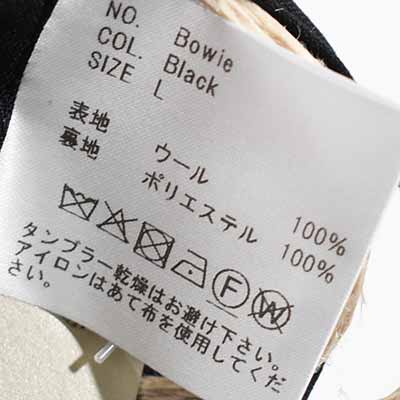 NO. Bowie
COL. Black
SIZE L
表地 ウール 100%
裏地 ポリエステル 100%
F W
タンブラー乾燥はお避け下さい。
アイロンはあて布を使用してくだ
さい。